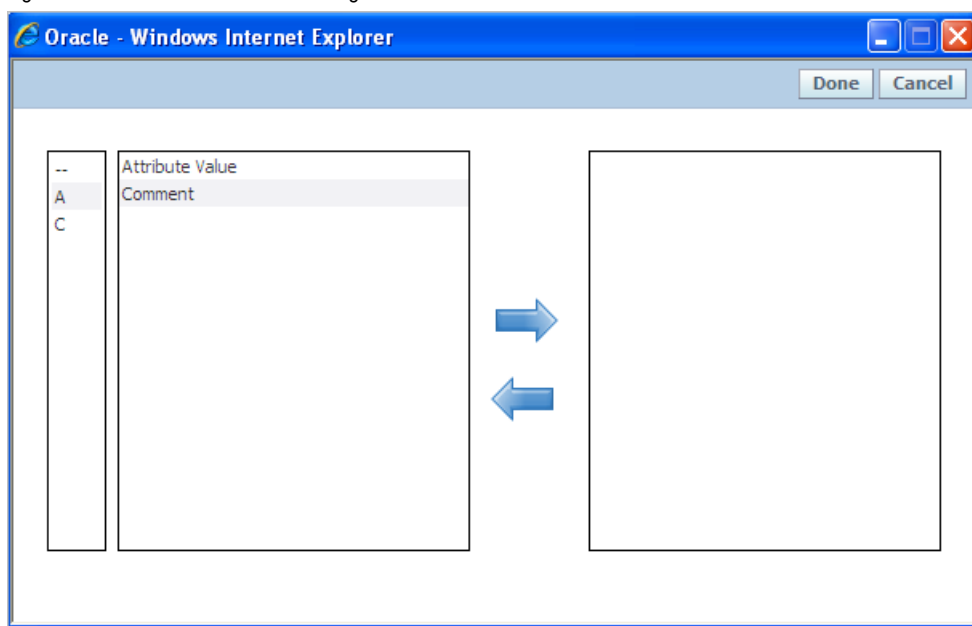 Oracle - Windows Internet Explorer
Done Cancel
--
A
C
Attribute Value
Comment